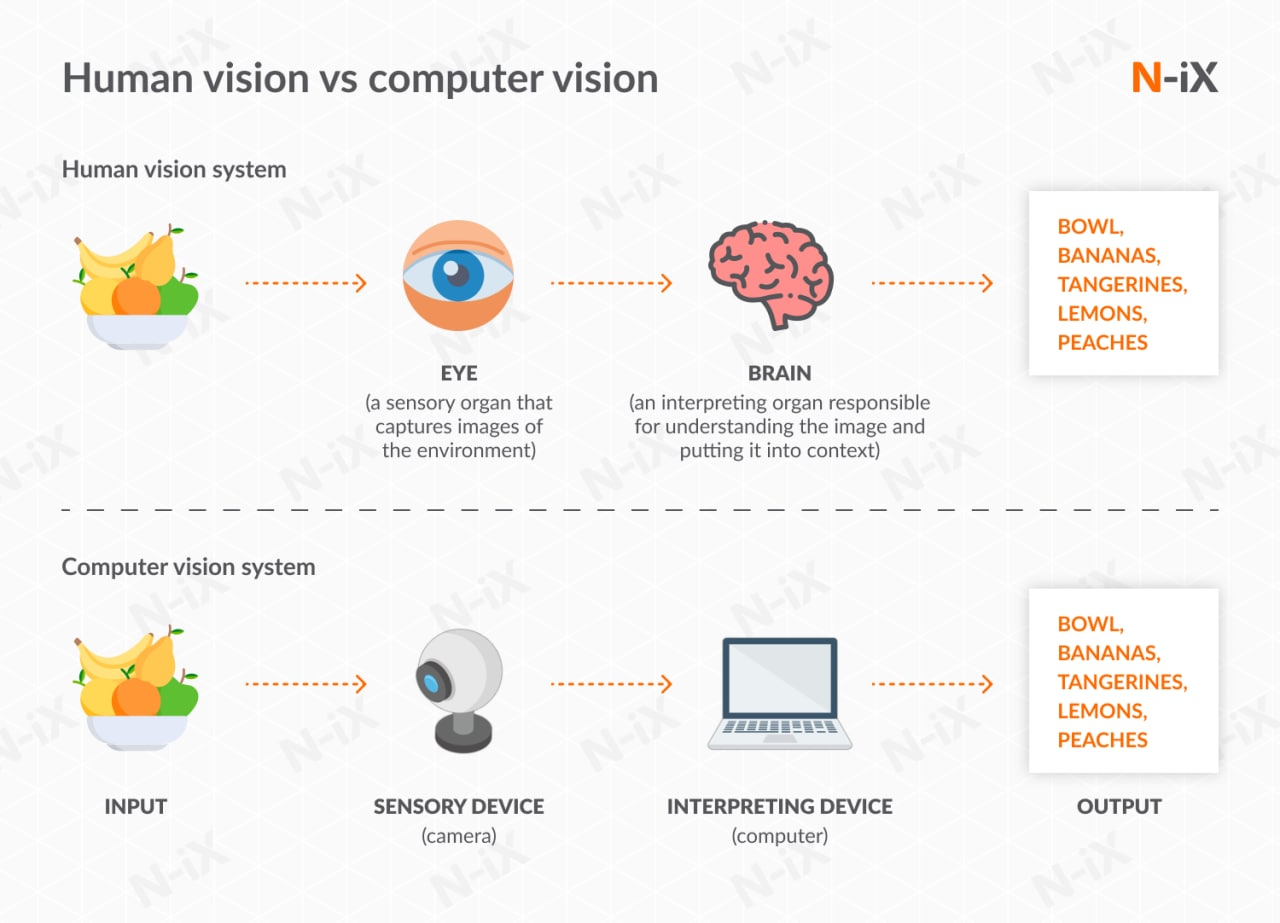 Human vision vs computer vision
N-iX
Human vision system
EYE
(a sensory organ that
captures images of
the environment)
BRAIN
(an interpreting organ responsible
for understanding the image and
putting it into context)
BOWL,
BANANAS,
TANGERINES,
LEMONS,
PEACHES
Computer vision system
INPUT
SENSORY DEVICE
(camera)
INTERPRETING DEVICE
(computer)
BOWL,
BANANAS,
TANGERINES,
LEMONS,
PEACHES
OUTPUT